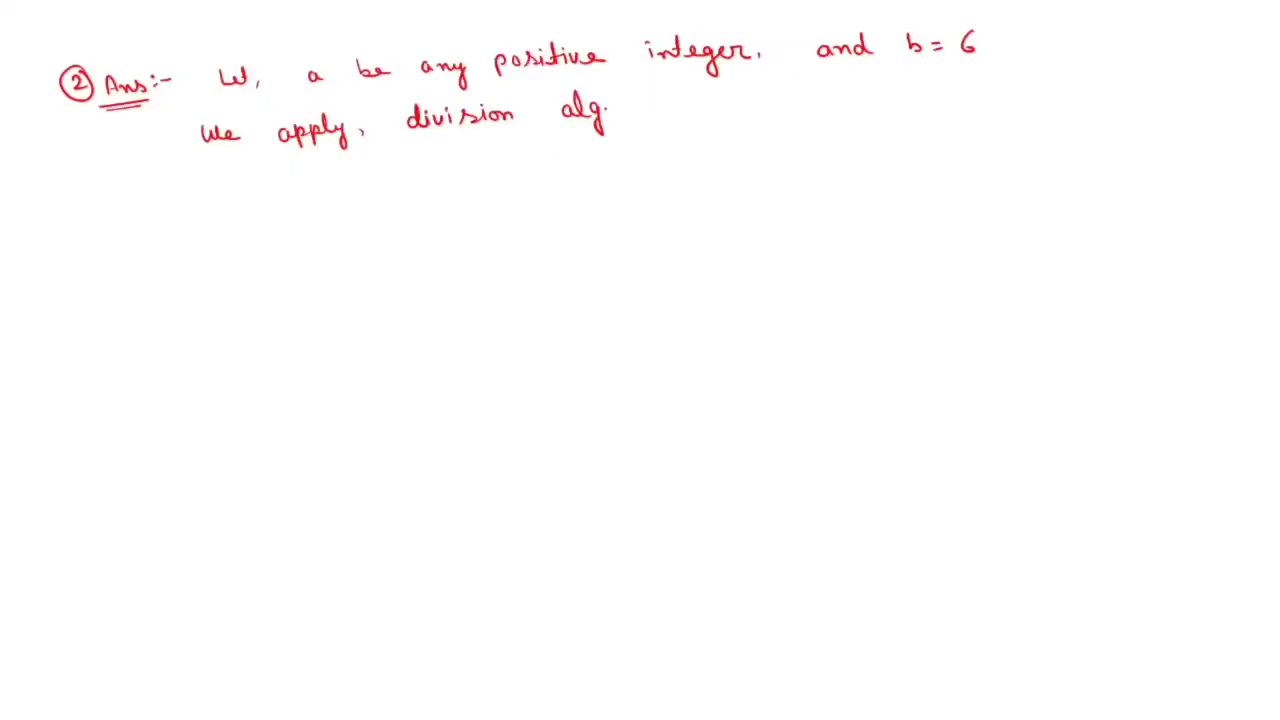 ② Ans:- Let, a be any positive integer. and b = 6
We apply, division alg.